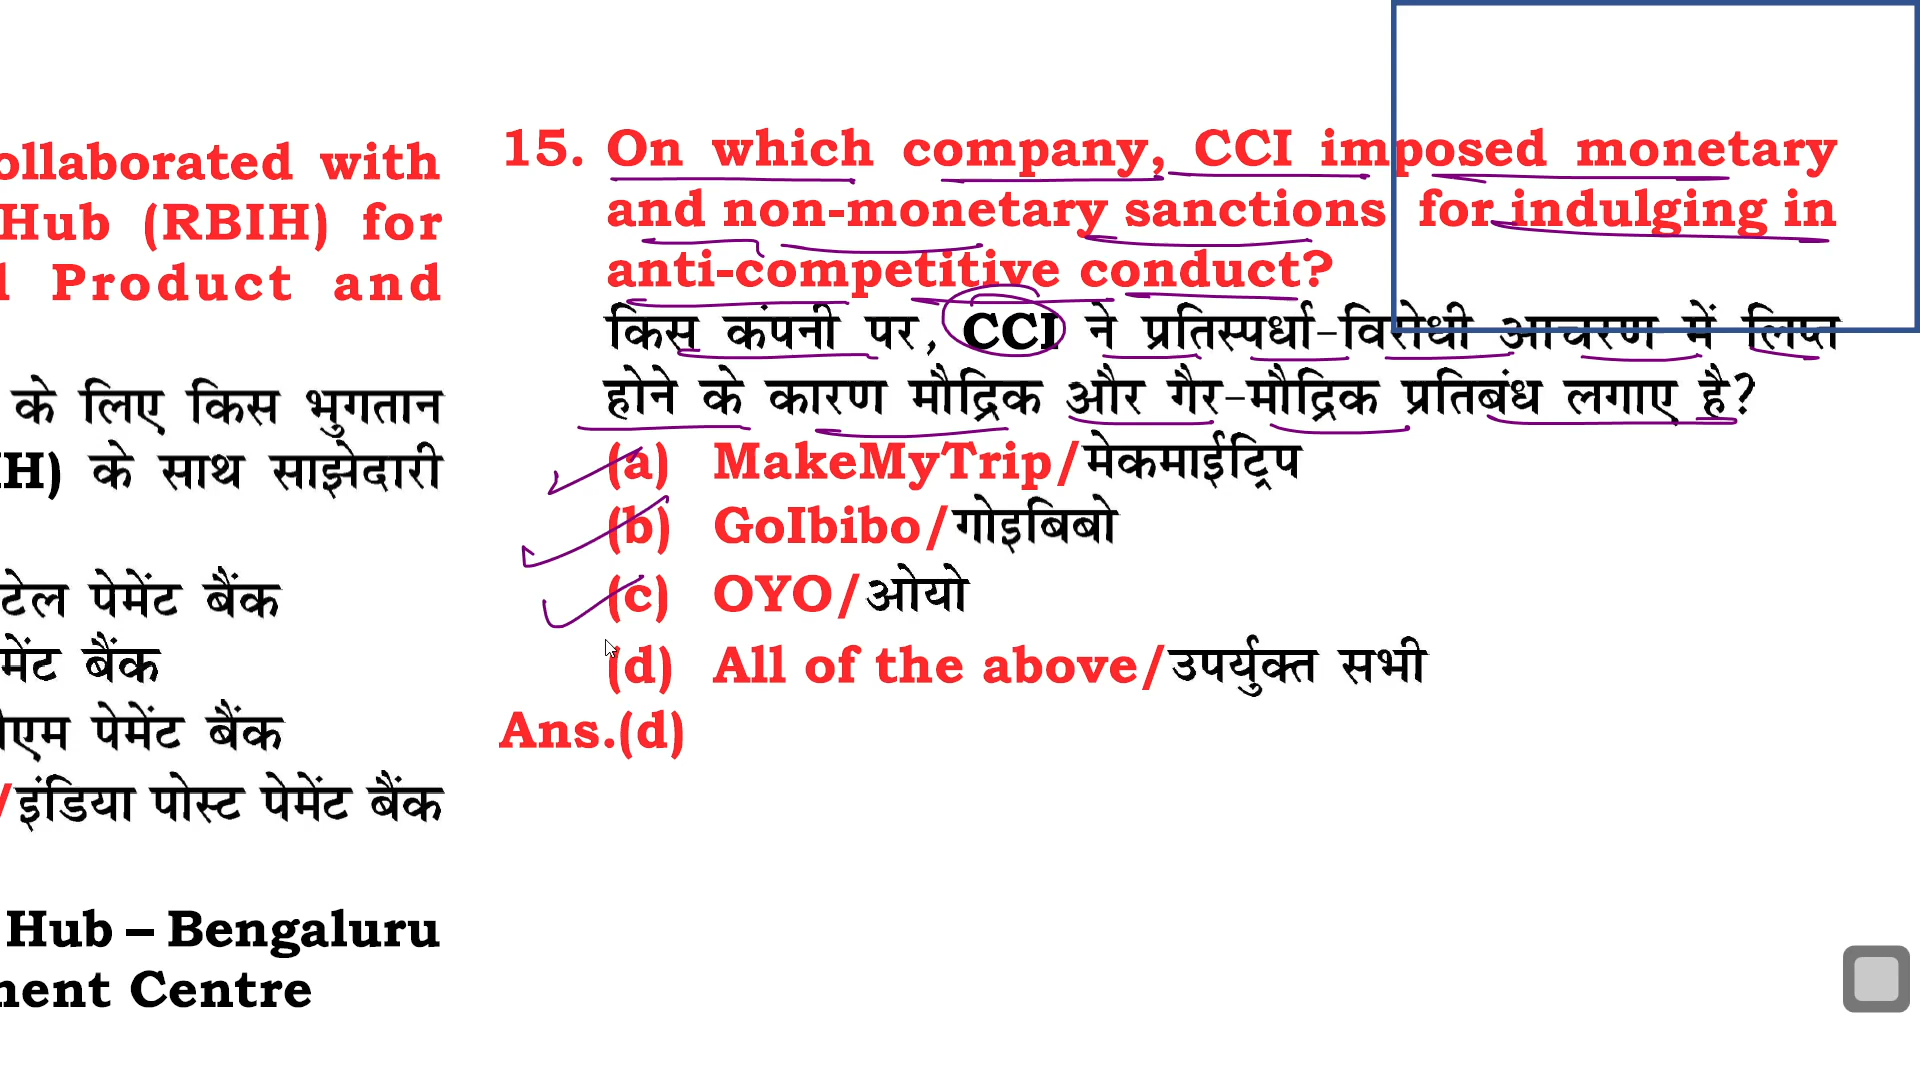 ollaborated with
Hub (RBIH) for
Product and
के लिए किस भुगतान
H) के साथ साझेदारी
टेल पेमेंट बैंक
मेंट बैंक
एम पेमेंट बैंक
/इंडिया पोस्ट पेमेंट बैंक
Hub – Bengaluru
ment Centre
15. On which company, CCI imposed monetary
and non-monetary sanctions for indulging in
anti-competitive conduct?
किस कंपनी पर, CCI ने प्रतिस्पर्धा-विरोधी आचरण में लिप्त
होने के कारण मौद्रिक और गैर-मौद्रिक प्रतिबंध लगाए है?
(a) MakeMyTrip/मेकमाईट्रिप
(b) GoIbibo/गोइबिबो
(c) OYO/ओयो
(d) All of the above/उपर्युक्त सभी
Ans.(d)